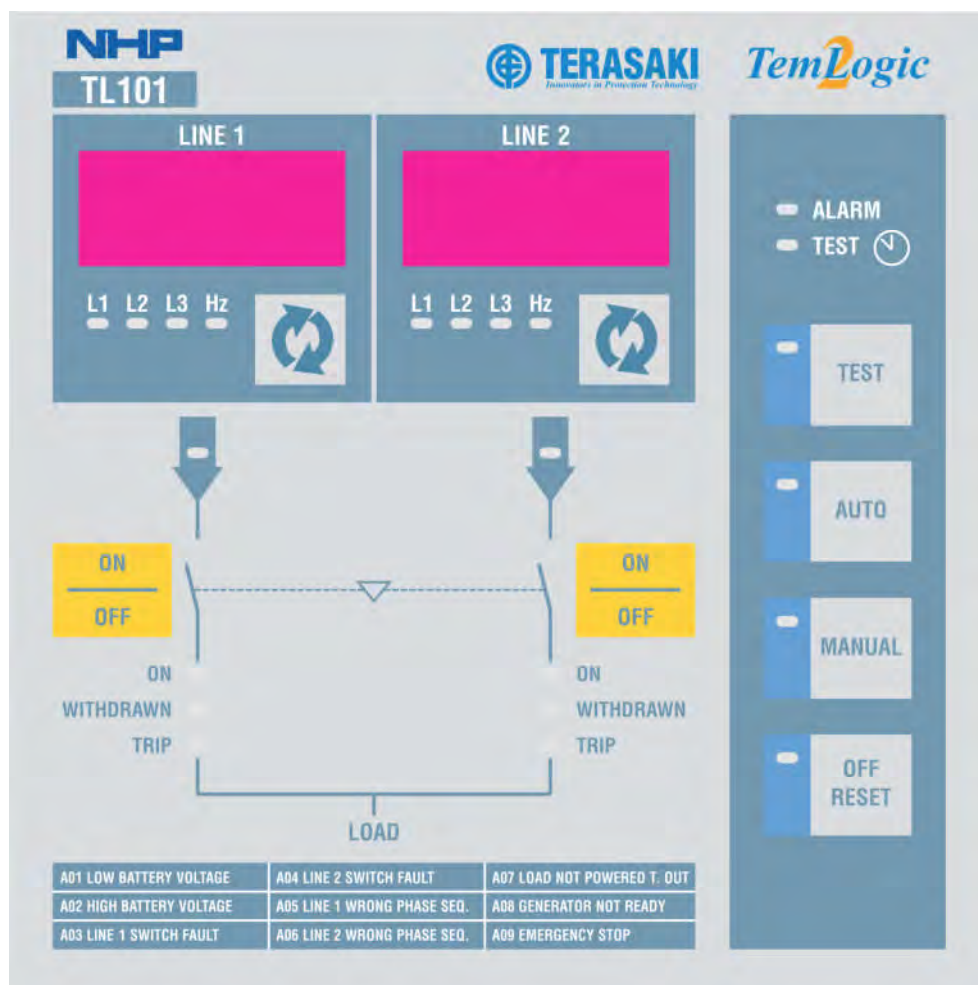 NHP
TL101
TERASAKI
Innovators in Protection Technology
TemLogic 2
LINE 1
LINE 2
L1 L2 L3 Hz
L1 L2 L3 Hz
ALARM
TEST
TEST
AUTO
MANUAL
OFF
RESET
ON
OFF
ON
OFF
ON
WITHDRAWN
TRIP
ON
WITHDRAWN
TRIP
LOAD
A01 LOW BATTERY VOLTAGE
A02 HIGH BATTERY VOLTAGE
A03 LINE 1 SWITCH FAULT
A04 LINE 2 SWITCH FAULT
A05 LINE 1 WRONG PHASE SEQ.
A06 LINE 2 WRONG PHASE SEQ.
A07 LOAD NOT POWERED T. OUT
A08 GENERATOR NOT READY
A09 EMERGENCY STOP